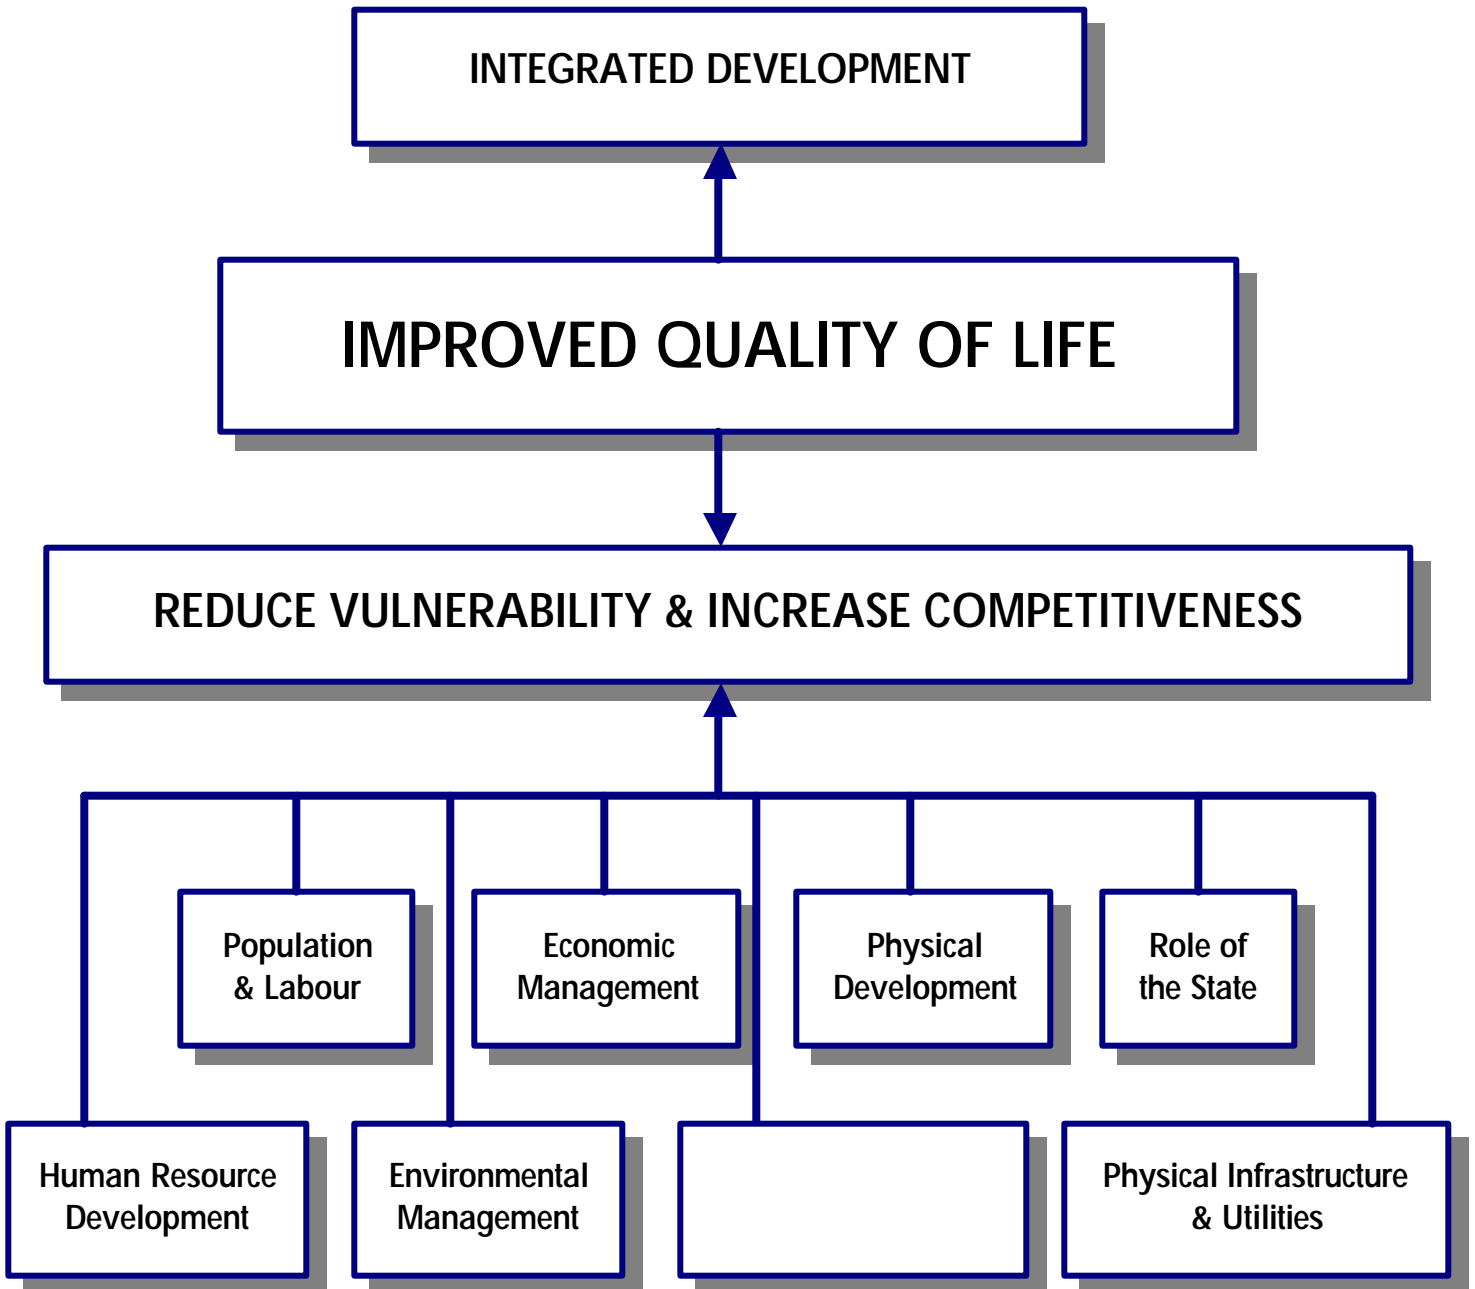 INTEGRATED DEVELOPMENT
IMPROVED QUALITY OF LIFE
REDUCE VULNERABILITY & INCREASE COMPETITIVENESS
Population
& Labour
Economic
Management
Physical
Development
Role of
the State
Human Resource
Development
Environmental
Management
Physical Infrastructure
& Utilities